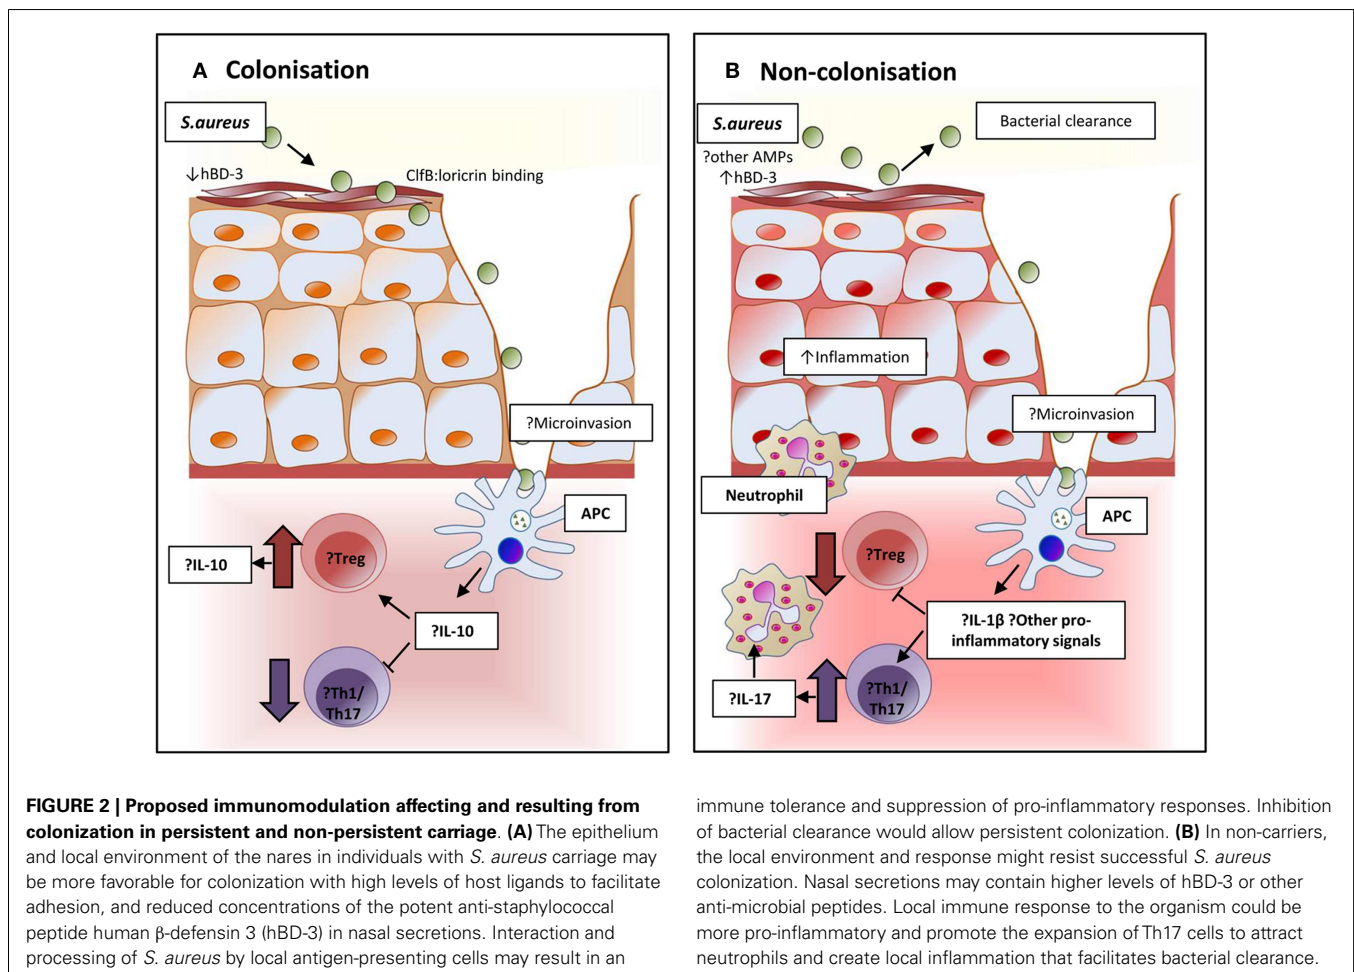 A Colonisation
S.aureus
↓hBD-3
ClfB:loricrin binding
?Microinvasion
APC
?Treg
?IL-10
?IL-10
?Th1/
Th17
B Non-colonisation
S.aureus
Bacterial clearance
?other AMPs
↑hBD-3
↑Inflammation
?Microinvasion
Neutrophil
APC
?Treg
?IL-1β ?Other pro-
inflammatory signals
?Th1/
Th17
?IL-17
FIGURE 2 | Proposed immunomodulation affecting and resulting from
colonization in persistent and non-persistent carriage. (A) The epithelium
and local environment of the nares in individuals with S. aureus carriage may
be more favorable for colonization with high levels of host ligands to facilitate
adhesion, and reduced concentrations of the potent anti-staphylococcal
peptide human β-defensin 3 (hBD-3) in nasal secretions. Interaction and
processing of S. aureus by local antigen-presenting cells may result in an
immune tolerance and suppression of pro-inflammatory responses. Inhibition
of bacterial clearance would allow persistent colonization. (B) In non-carriers,
the local environment and response might resist successful S. aureus
colonization. Nasal secretions may contain higher levels of hBD-3 or other
anti-microbial peptides. Local immune response to the organism could be
more pro-inflammatory and promote the expansion of Th17 cells to attract
neutrophils and create local inflammation that facilitates bacterial clearance.